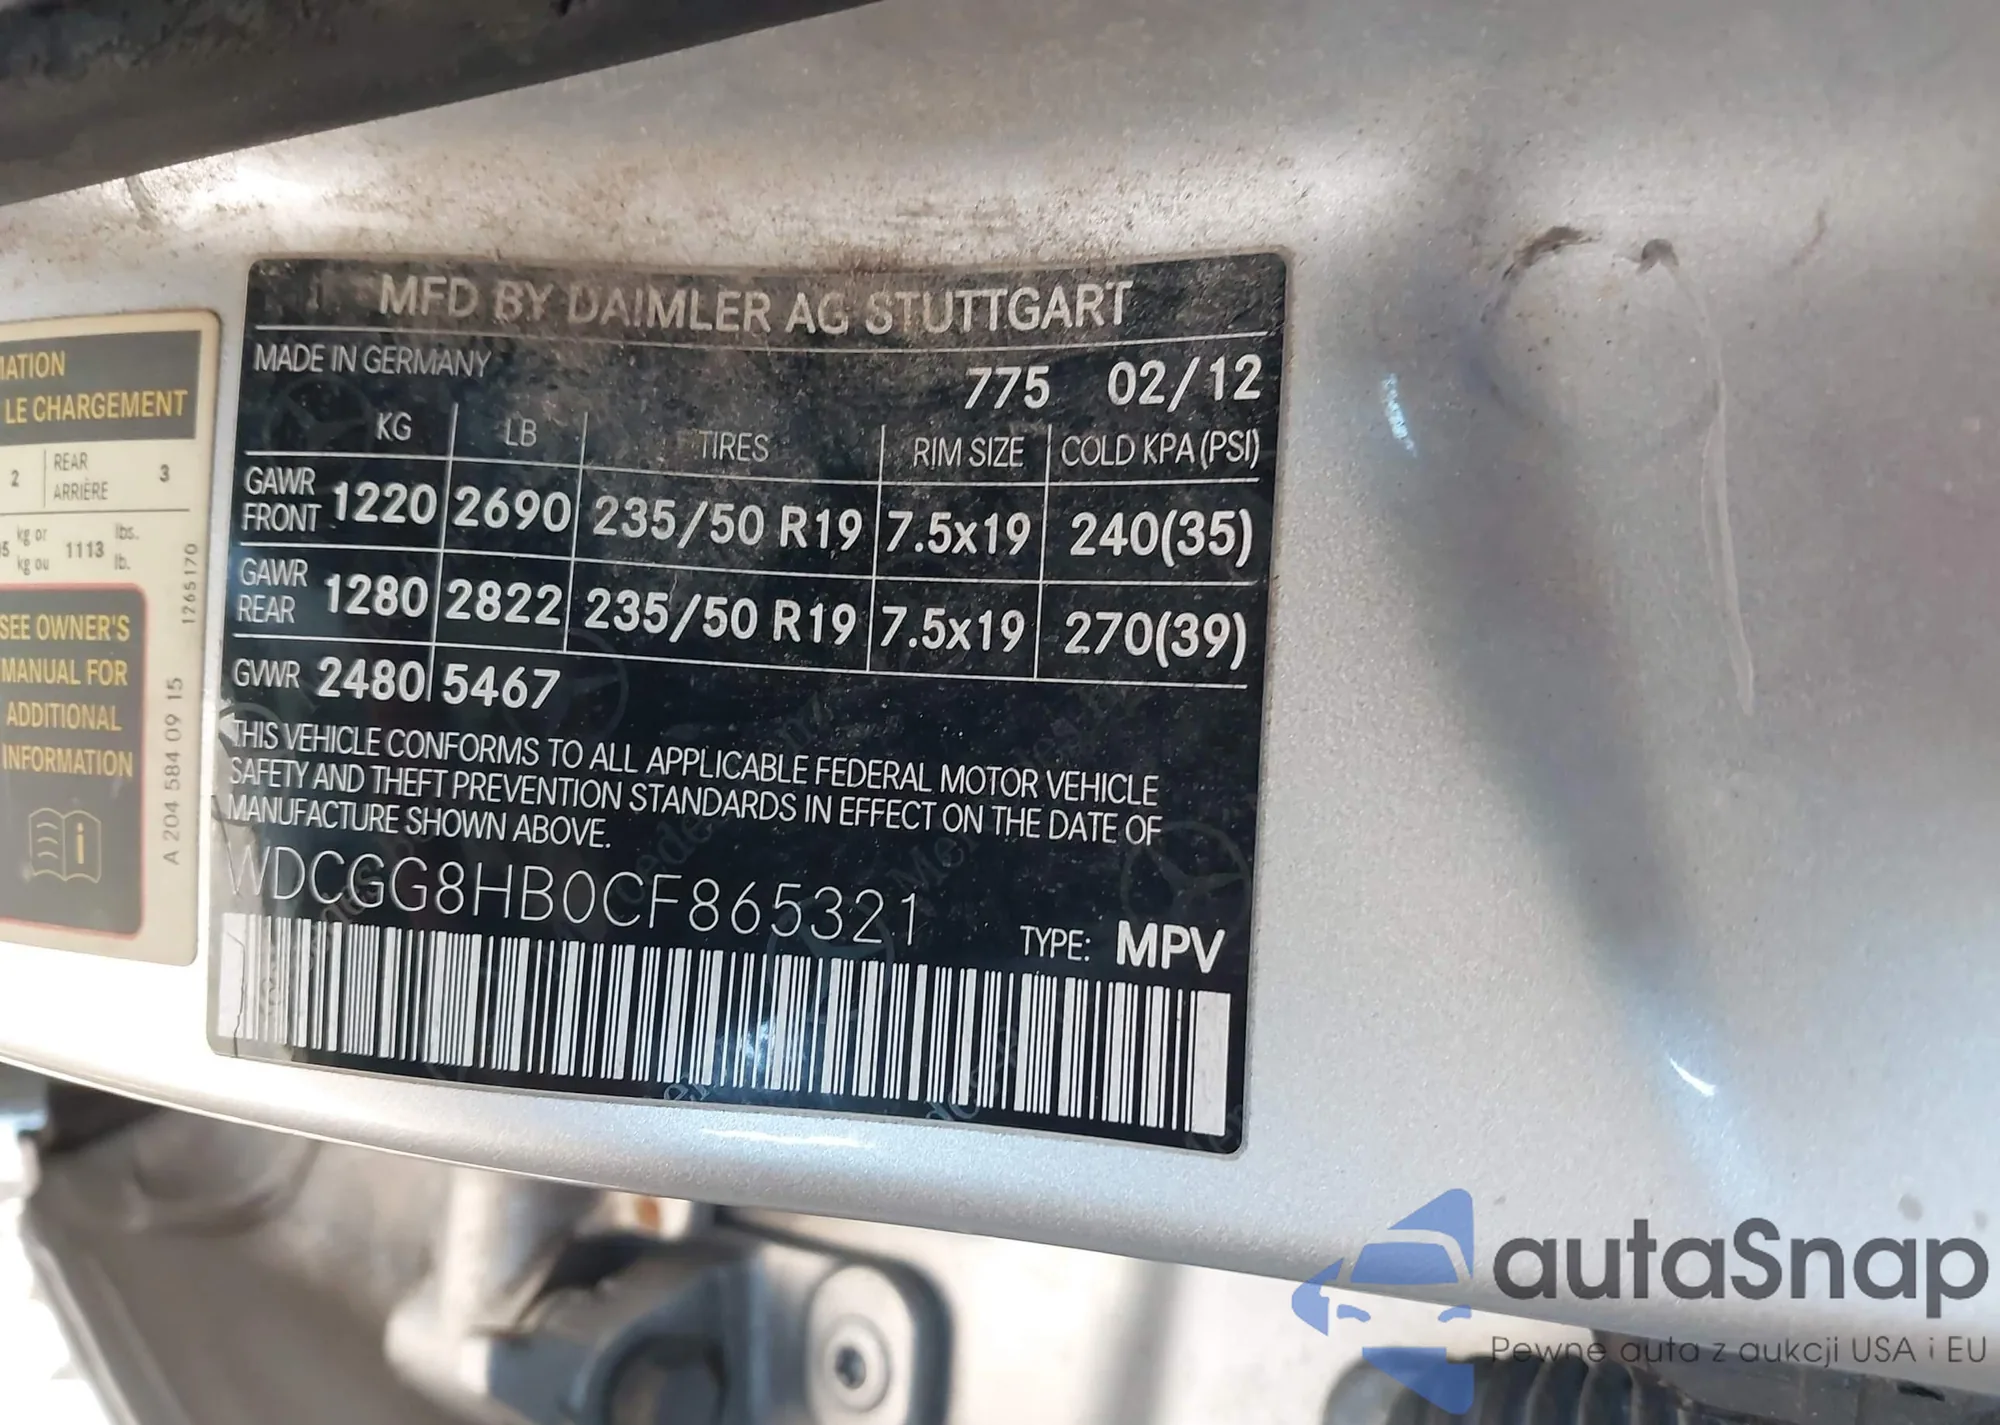 MFD BY DAIMLER AG STUTTGART
MADE IN GERMANY
775 02/12
KG LB TIRES RIM SIZE COLD KPA (PSI)
GAWR FRONT 1220 2690 235/50 R19 7.5x19 240(35)
GAWR REAR 1280 2822 235/50 R19 7.5x19 270(39)
GVWR 2480 5467
THIS VEHICLE CONFORMS TO ALL APPLICABLE FEDERAL MOTOR VEHICLE
SAFETY AND THEFT PREVENTION STANDARDS IN EFFECT ON THE DATE OF
MANUFACTURE SHOWN ABOVE.
WDCGG8HB0CF865321
TYPE: MPV
MATION
LE CHARGEMENT
2 REAR 3
ARRIÈRE
5 kg or 1113 lbs.
kg ou lb.
1265170
SEE OWNER'S
MANUAL FOR
ADDITIONAL
INFORMATION
A 204 584 09 15
autaSnap
Pewne auta z aukcji USA i EU